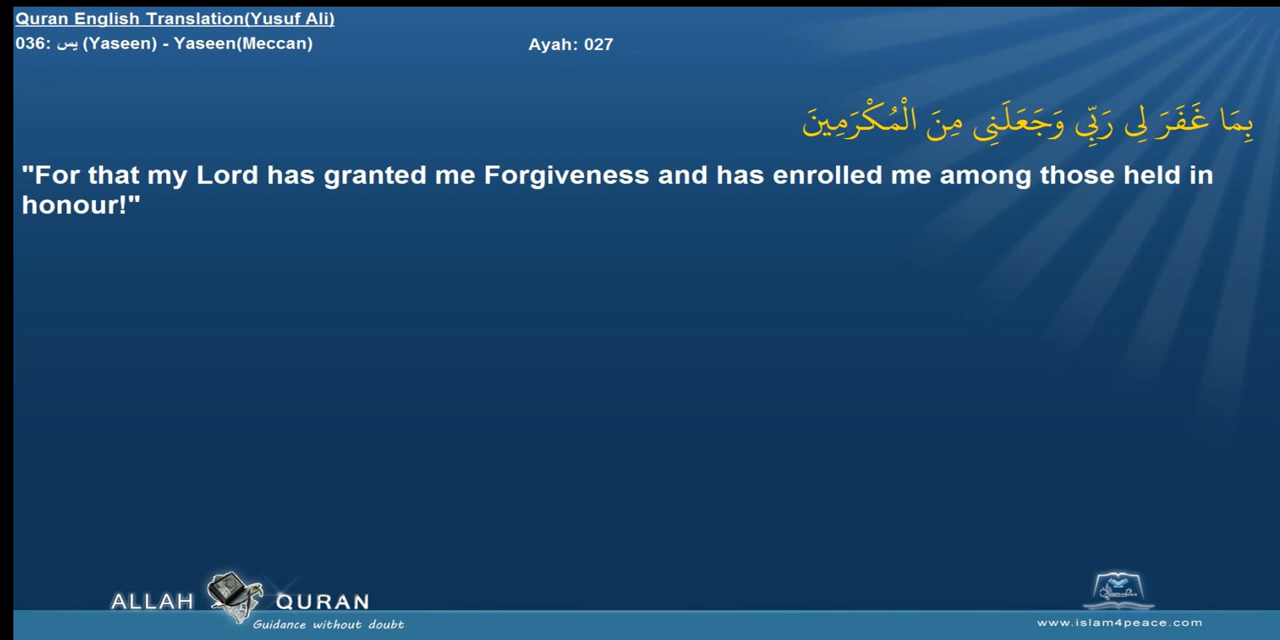 Quran English Translation(Yusuf Ali)
036: يس (Yaseen) - Yaseen(Meccan) Ayah: 027
بِمَا غَفَرَ لِى رَبِّى وَجَعَلَنِى مِنَ الْمُكْرَمِينَ
"For that my Lord has granted me Forgiveness and has enrolled me among those held in
honour!"
ALLAH QURAN
Guidance without doubt
www.islam4peace.com